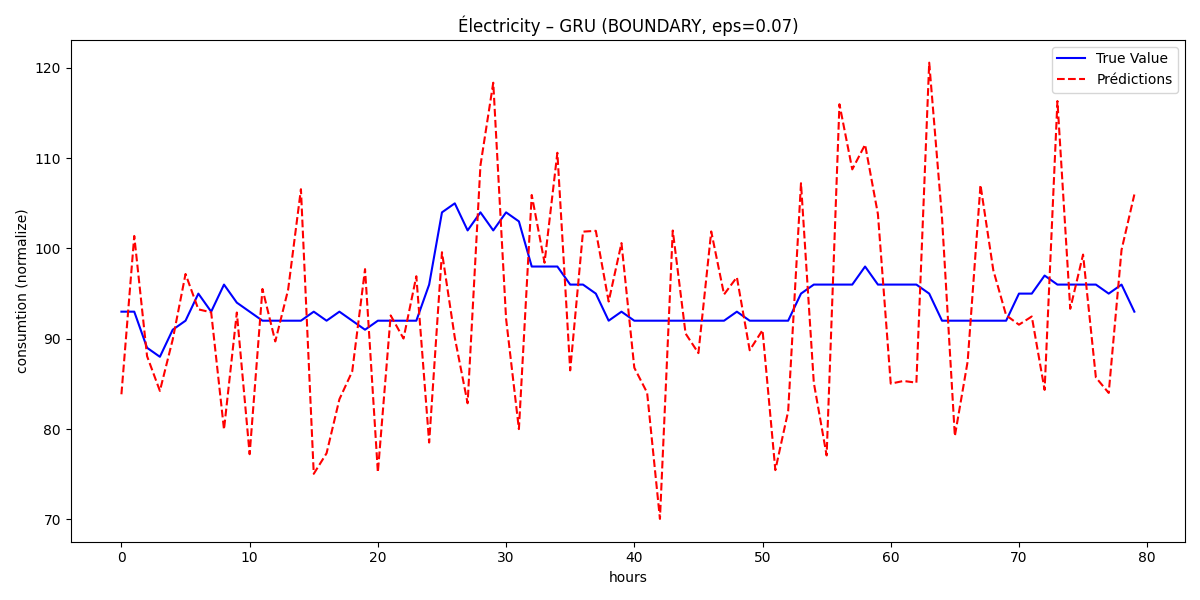 Électricity – GRU (BOUNDARY, eps=0.07)
True Value
Prédictions
consumtion (normalize)
120
110
100
90
80
70
0 10 20 30 40 50 60 70 80
hours